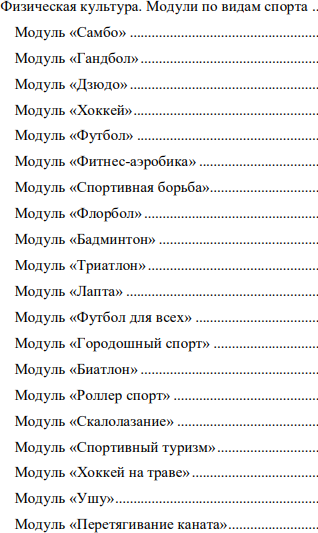 Физическая культура. Модули по видам спорта ..
Модуль «Самбо» ........................................................
Модуль «Гандбол»......................................................
Модуль «Дзюдо» ........................................................
Модуль «Хоккей»........................................................
Модуль «Футбол» .......................................................
Модуль «Фитнес-аэробика» ....................................
Модуль «Спортивная борьба».................................
Модуль «Флорбол».....................................................
Модуль «Бадминтон» ................................................
Модуль «Триатлон»....................................................
Модуль «Лапта» .........................................................
Модуль «Футбол для всех» .....................................
Модуль «Городошный спорт» ................................
Модуль «Биатлон»......................................................
Модуль «Роллер спорт» ............................................
Модуль «Скалолазание» ...........................................
Модуль «Спортивный туризм»...............................
Модуль «Хоккей на траве»......................................
Модуль «Ушу»............................................................
Модуль «Перетягивание каната»............................